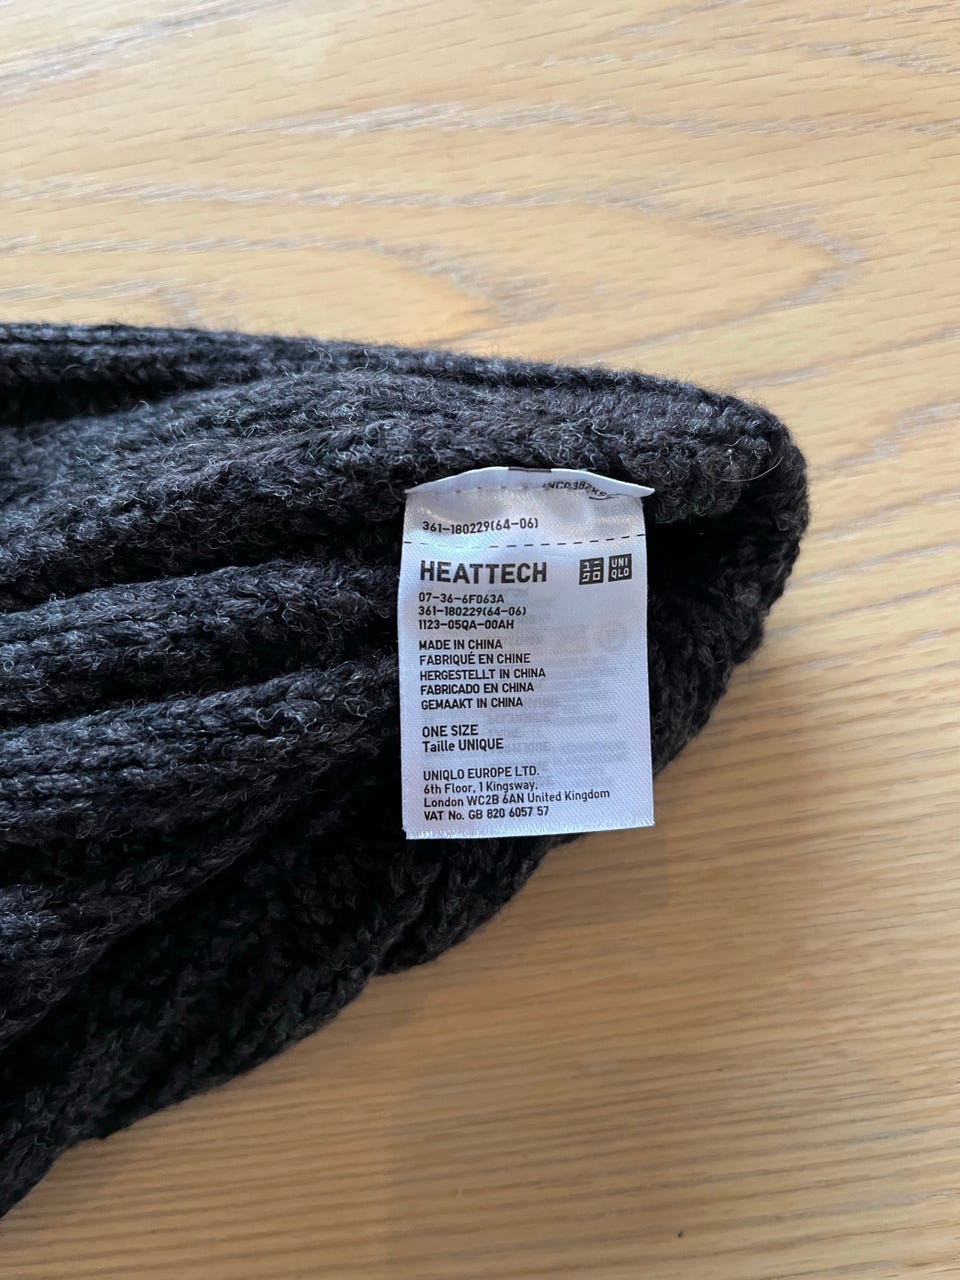 361-180229(64-06)
HEATTECH
ユニ
クロ
UNI
QLO
07-36-6F063A
361-180229(64-06)
1123-05QA-00AH
MADE IN CHINA
FABRIQUÉ EN CHINE
HERGESTELLT IN CHINA
FABRICADO EN CHINA
GEMAAKT IN CHINA
ONE SIZE
Taille UNIQUE
UNIQLO EUROPE LTD.
6th Floor, 1 Kingsway.
London WC2B 6AN United Kingdom
VAT No. GB 820 6057 57